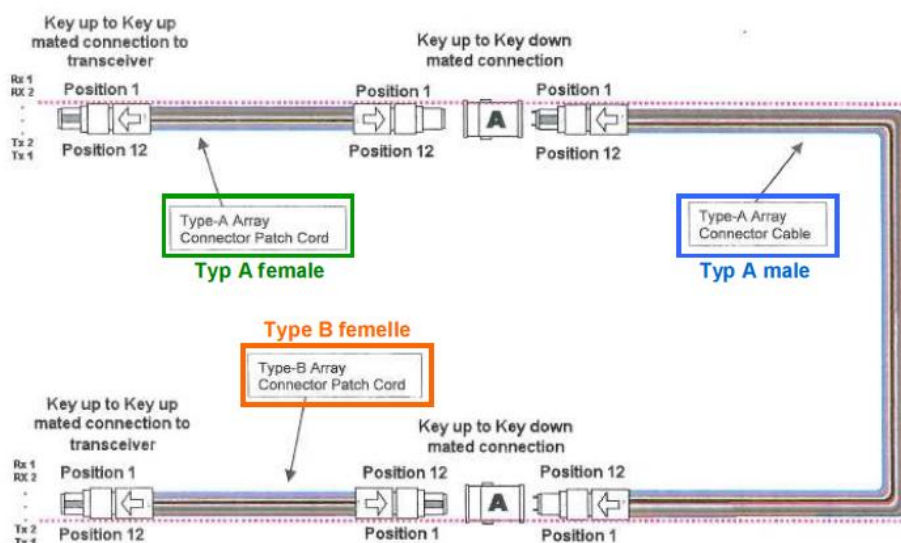 Key up to Key up
mated connection to
transceiver
Key up to Key down
mated connection
Rx 1
RX 2
.
.
.
Tx 2
Tx 1
Position 1
Position 1
Position 1
A
Position 12
Position 12
Position 12
Type-A Array
Connector Patch Cord
Typ A female
Type-A Array
Connector Cable
Typ A male
Type B femelle
Type-B Array
Connector Patch Cord
Key up to Key up
mated connection to
transceiver
Key up to Key down
mated connection
Rx 1
RX 2
.
.
.
Tx 2
Tx 1
Position 1
Position 12
Position 12
A
Position 12
Position 1
Position 1